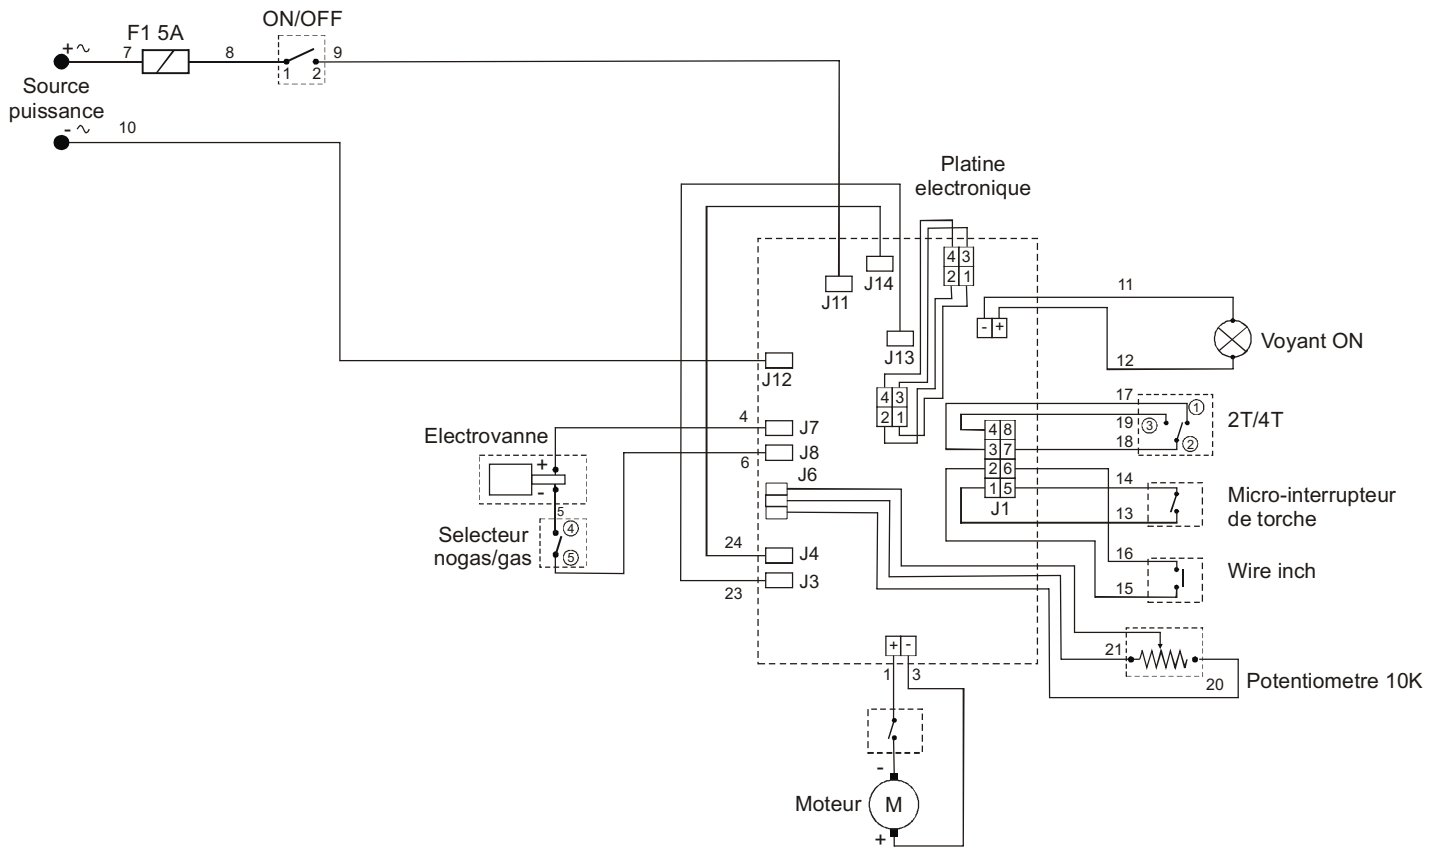 ON/OFF
F1 5A
+ ~
7
8
1
2
9
Source
puissance
- ~
10
Platine
electronique
4 3
2 1
J14
J11
- +
11
Voyant ON
12
J13
J12
4 3
2 1
4
J7
Electrovanne
+
-
6
J8
J6
5
4
5
Selecteur
nogas/gas
24
J4
23
J3
4 8
3 7
2 6
1 5
J1
17
1
19
3
18
2
2T/4T
14
13
Micro-interrupteur
de torche
16
15
Wire inch
21
20
Potentiometre 10K
+ -
1
3
-
Moteur
M
+